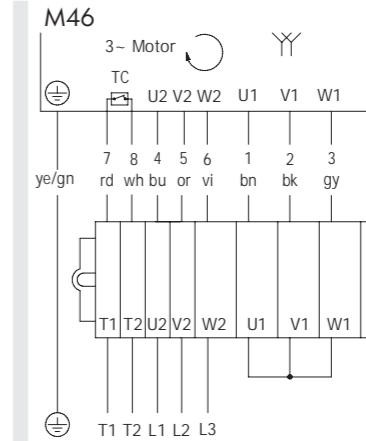 M46
3~ Motor
TC
U2 V2 W2 U1 V1 W1
7 8 4 5 6 1 2 3
ye/gn rd wh bu or vi bn bk gy
T1 T2 U2 V2 W2 U1 V1 W1
T1 T2 L1 L2 L3